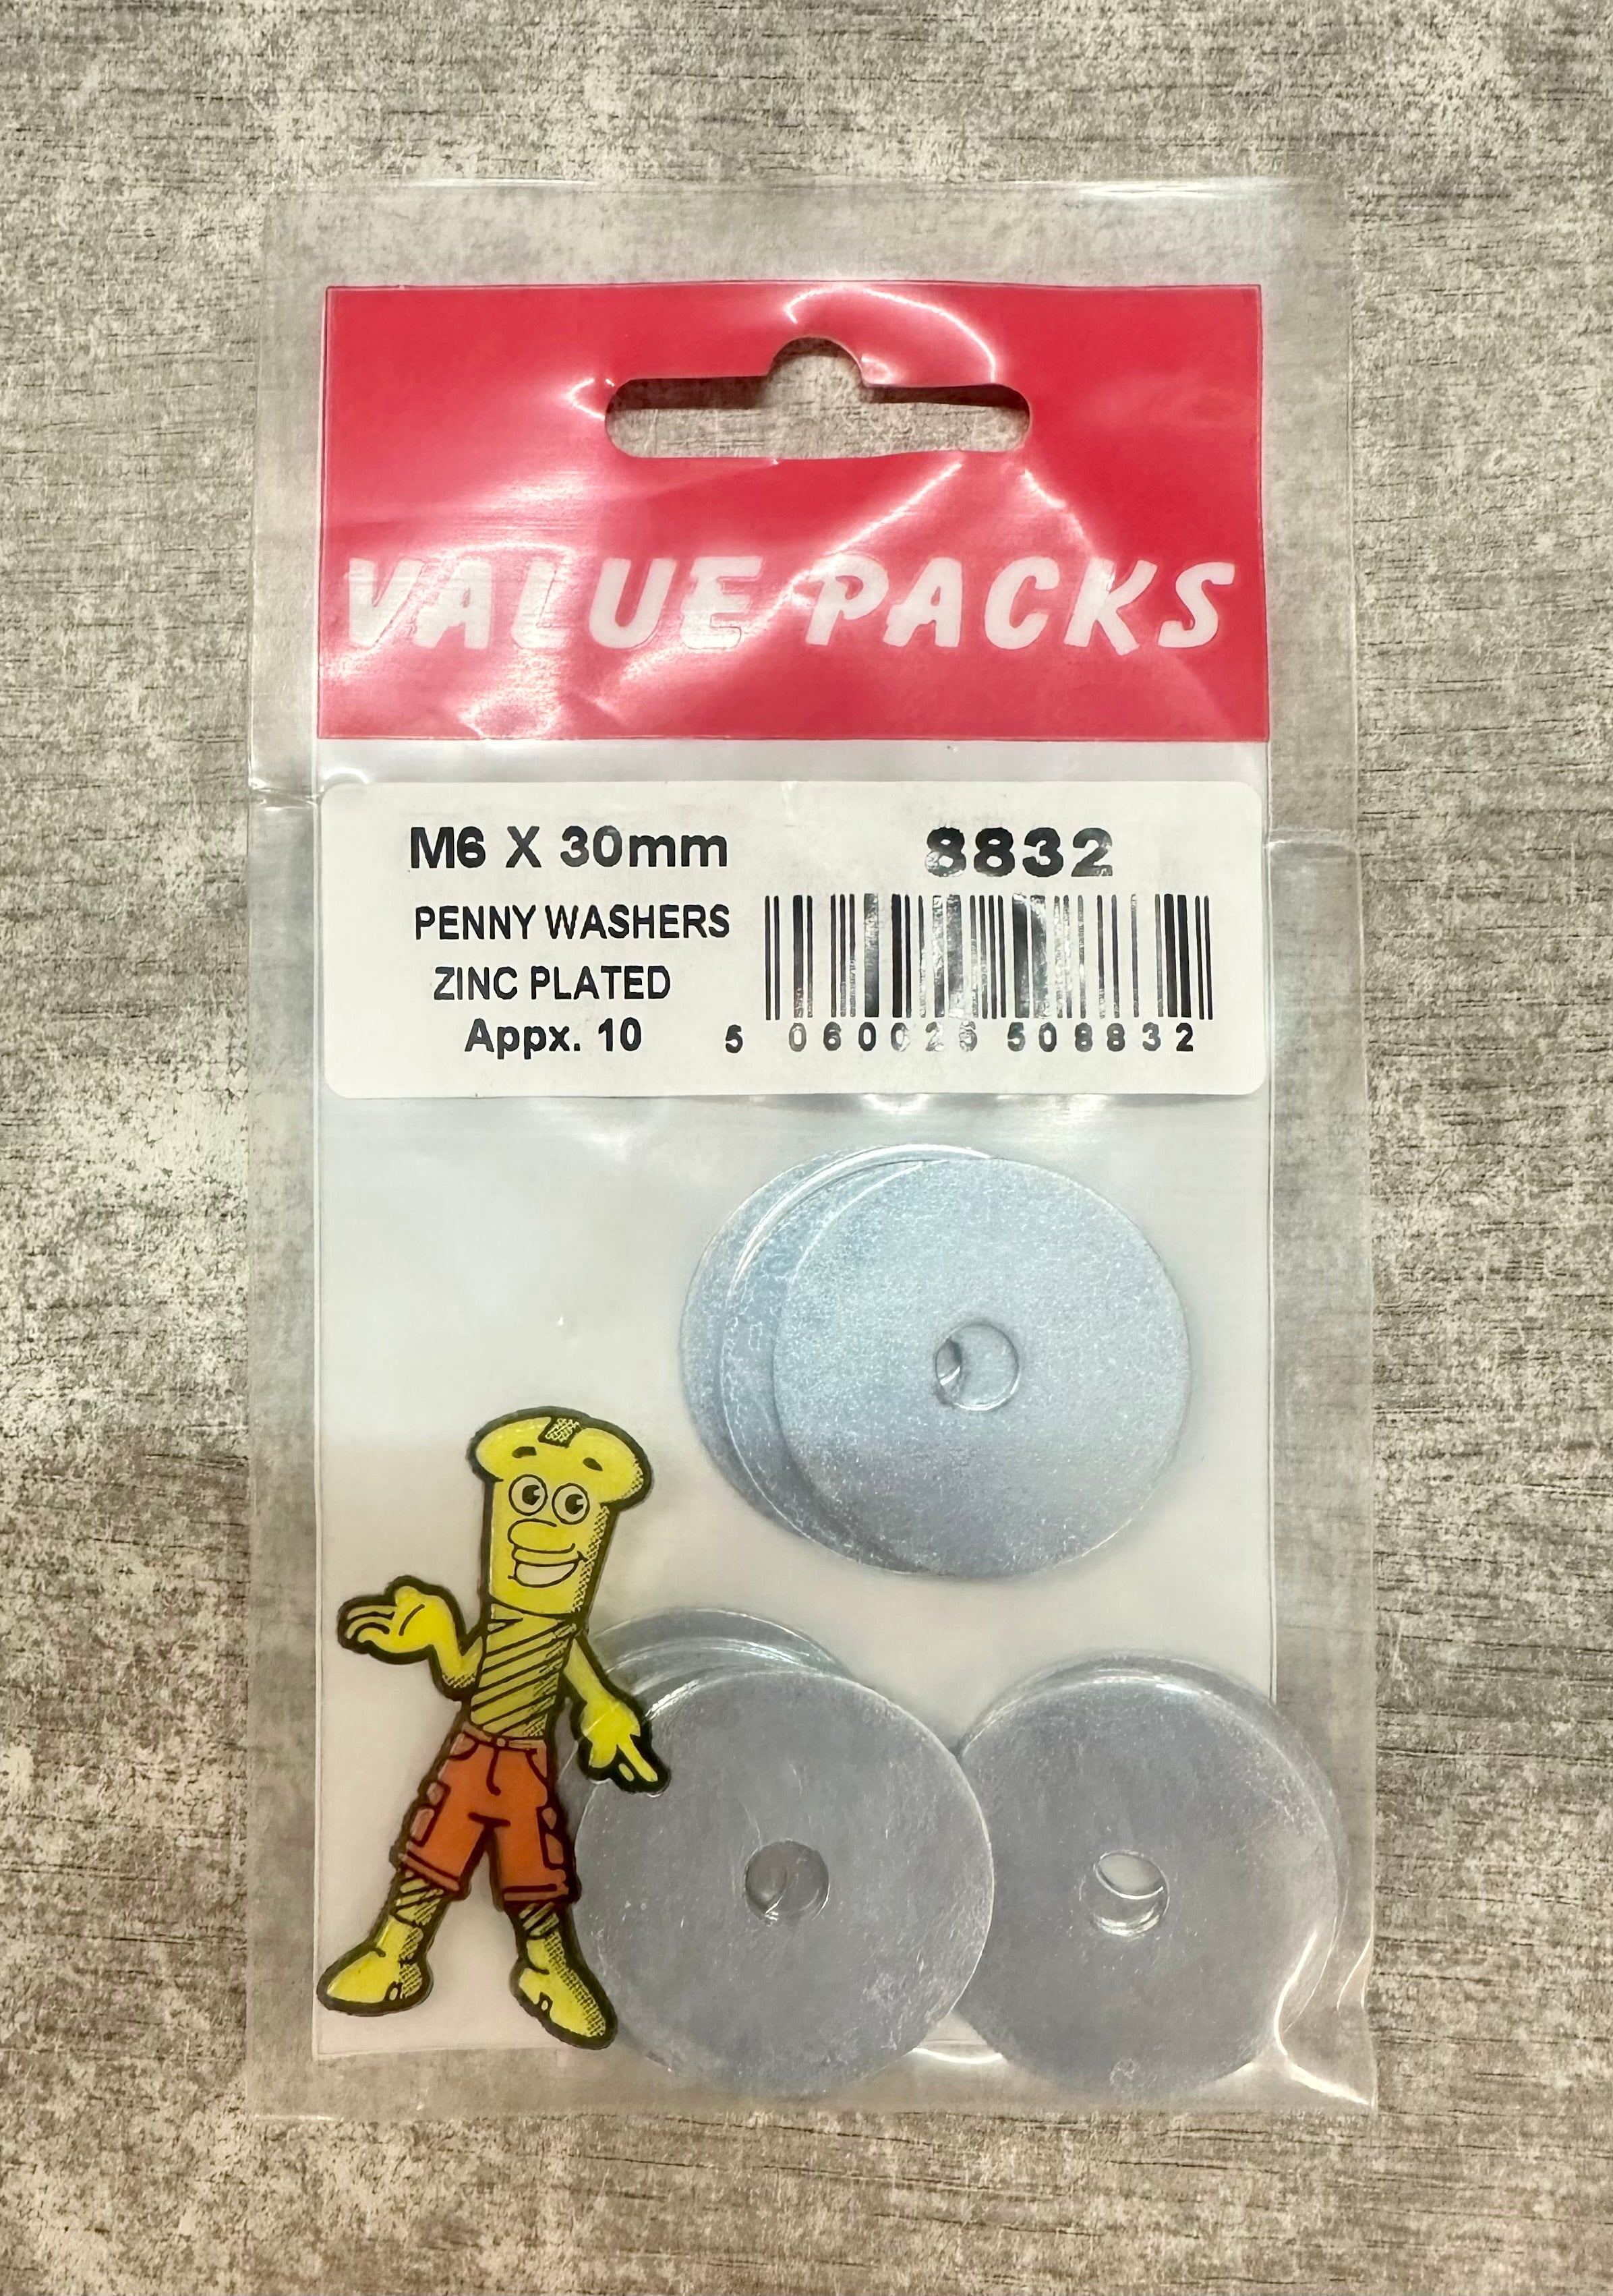 VALUE PACKS
M6 X 30mm
8832
PENNY WASHERS
ZINC PLATED
Appx. 10
5 060026 508832